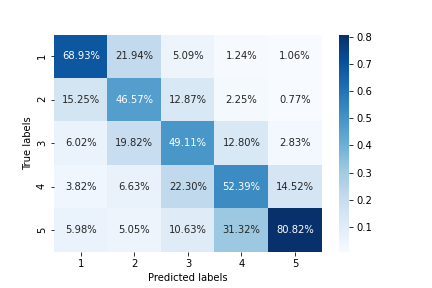 68.93% 21.94% 5.09% 1.24% 1.06%
15.25% 46.57% 12.87% 2.25% 0.77%
6.02% 19.82% 49.11% 12.80% 2.83%
3.82% 6.63% 22.30% 52.39% 14.52%
5.98% 5.05% 10.63% 31.32% 80.82%
1 2 3 4 5
Predicted labels
True labels
1
2
3
4
5
0.8
0.7
0.6
0.5
0.4
0.3
0.2
0.1